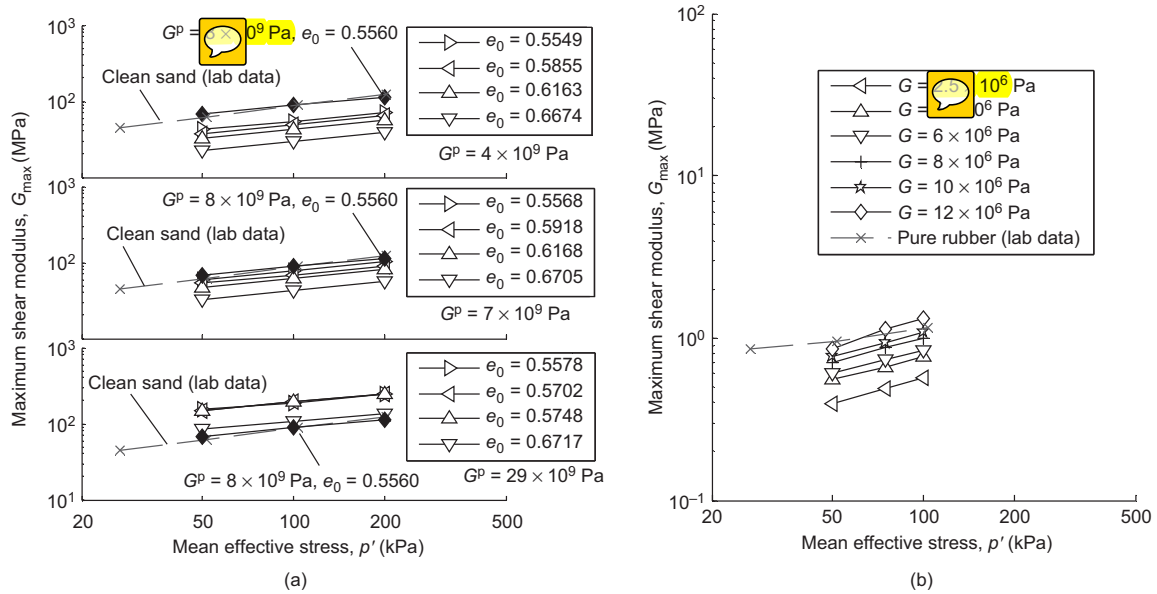 10³
Gᵖ = 8 × 10⁹ Pa, e₀ = 0.5560
Clean sand (lab data)
10²
e₀ = 0.5549
e₀ = 0.5855
e₀ = 0.6163
e₀ = 0.6674
Gᵖ = 4 × 10⁹ Pa
10³
Gᵖ = 8 × 10⁹ Pa, e₀ = 0.5560
Clean sand (lab data)
10²
e₀ = 0.5568
e₀ = 0.5918
e₀ = 0.6168
e₀ = 0.6705
Gᵖ = 7 × 10⁹ Pa
Maximum shear modulus, Gmax (MPa)
10³
Clean sand (lab data)
10²
Gᵖ = 8 × 10⁹ Pa, e₀ = 0.5560
10¹
e₀ = 0.5578
e₀ = 0.5702
e₀ = 0.5748
e₀ = 0.6717
Gᵖ = 29 × 10⁹ Pa
20 50 100 200 500
Mean effective stress, p′ (kPa)
(a)
10²
G = 2.5 10⁶ Pa
G = 0⁶ Pa
G = 6 × 10⁶ Pa
G = 8 × 10⁶ Pa
G = 10 × 10⁶ Pa
G = 12 × 10⁶ Pa
Pure rubber (lab data)
10¹
Maximum shear modulus, Gmax (MPa)
10⁰
10⁻¹
20 50 100 200 500
Mean effective stress, p′ (kPa)
(b)